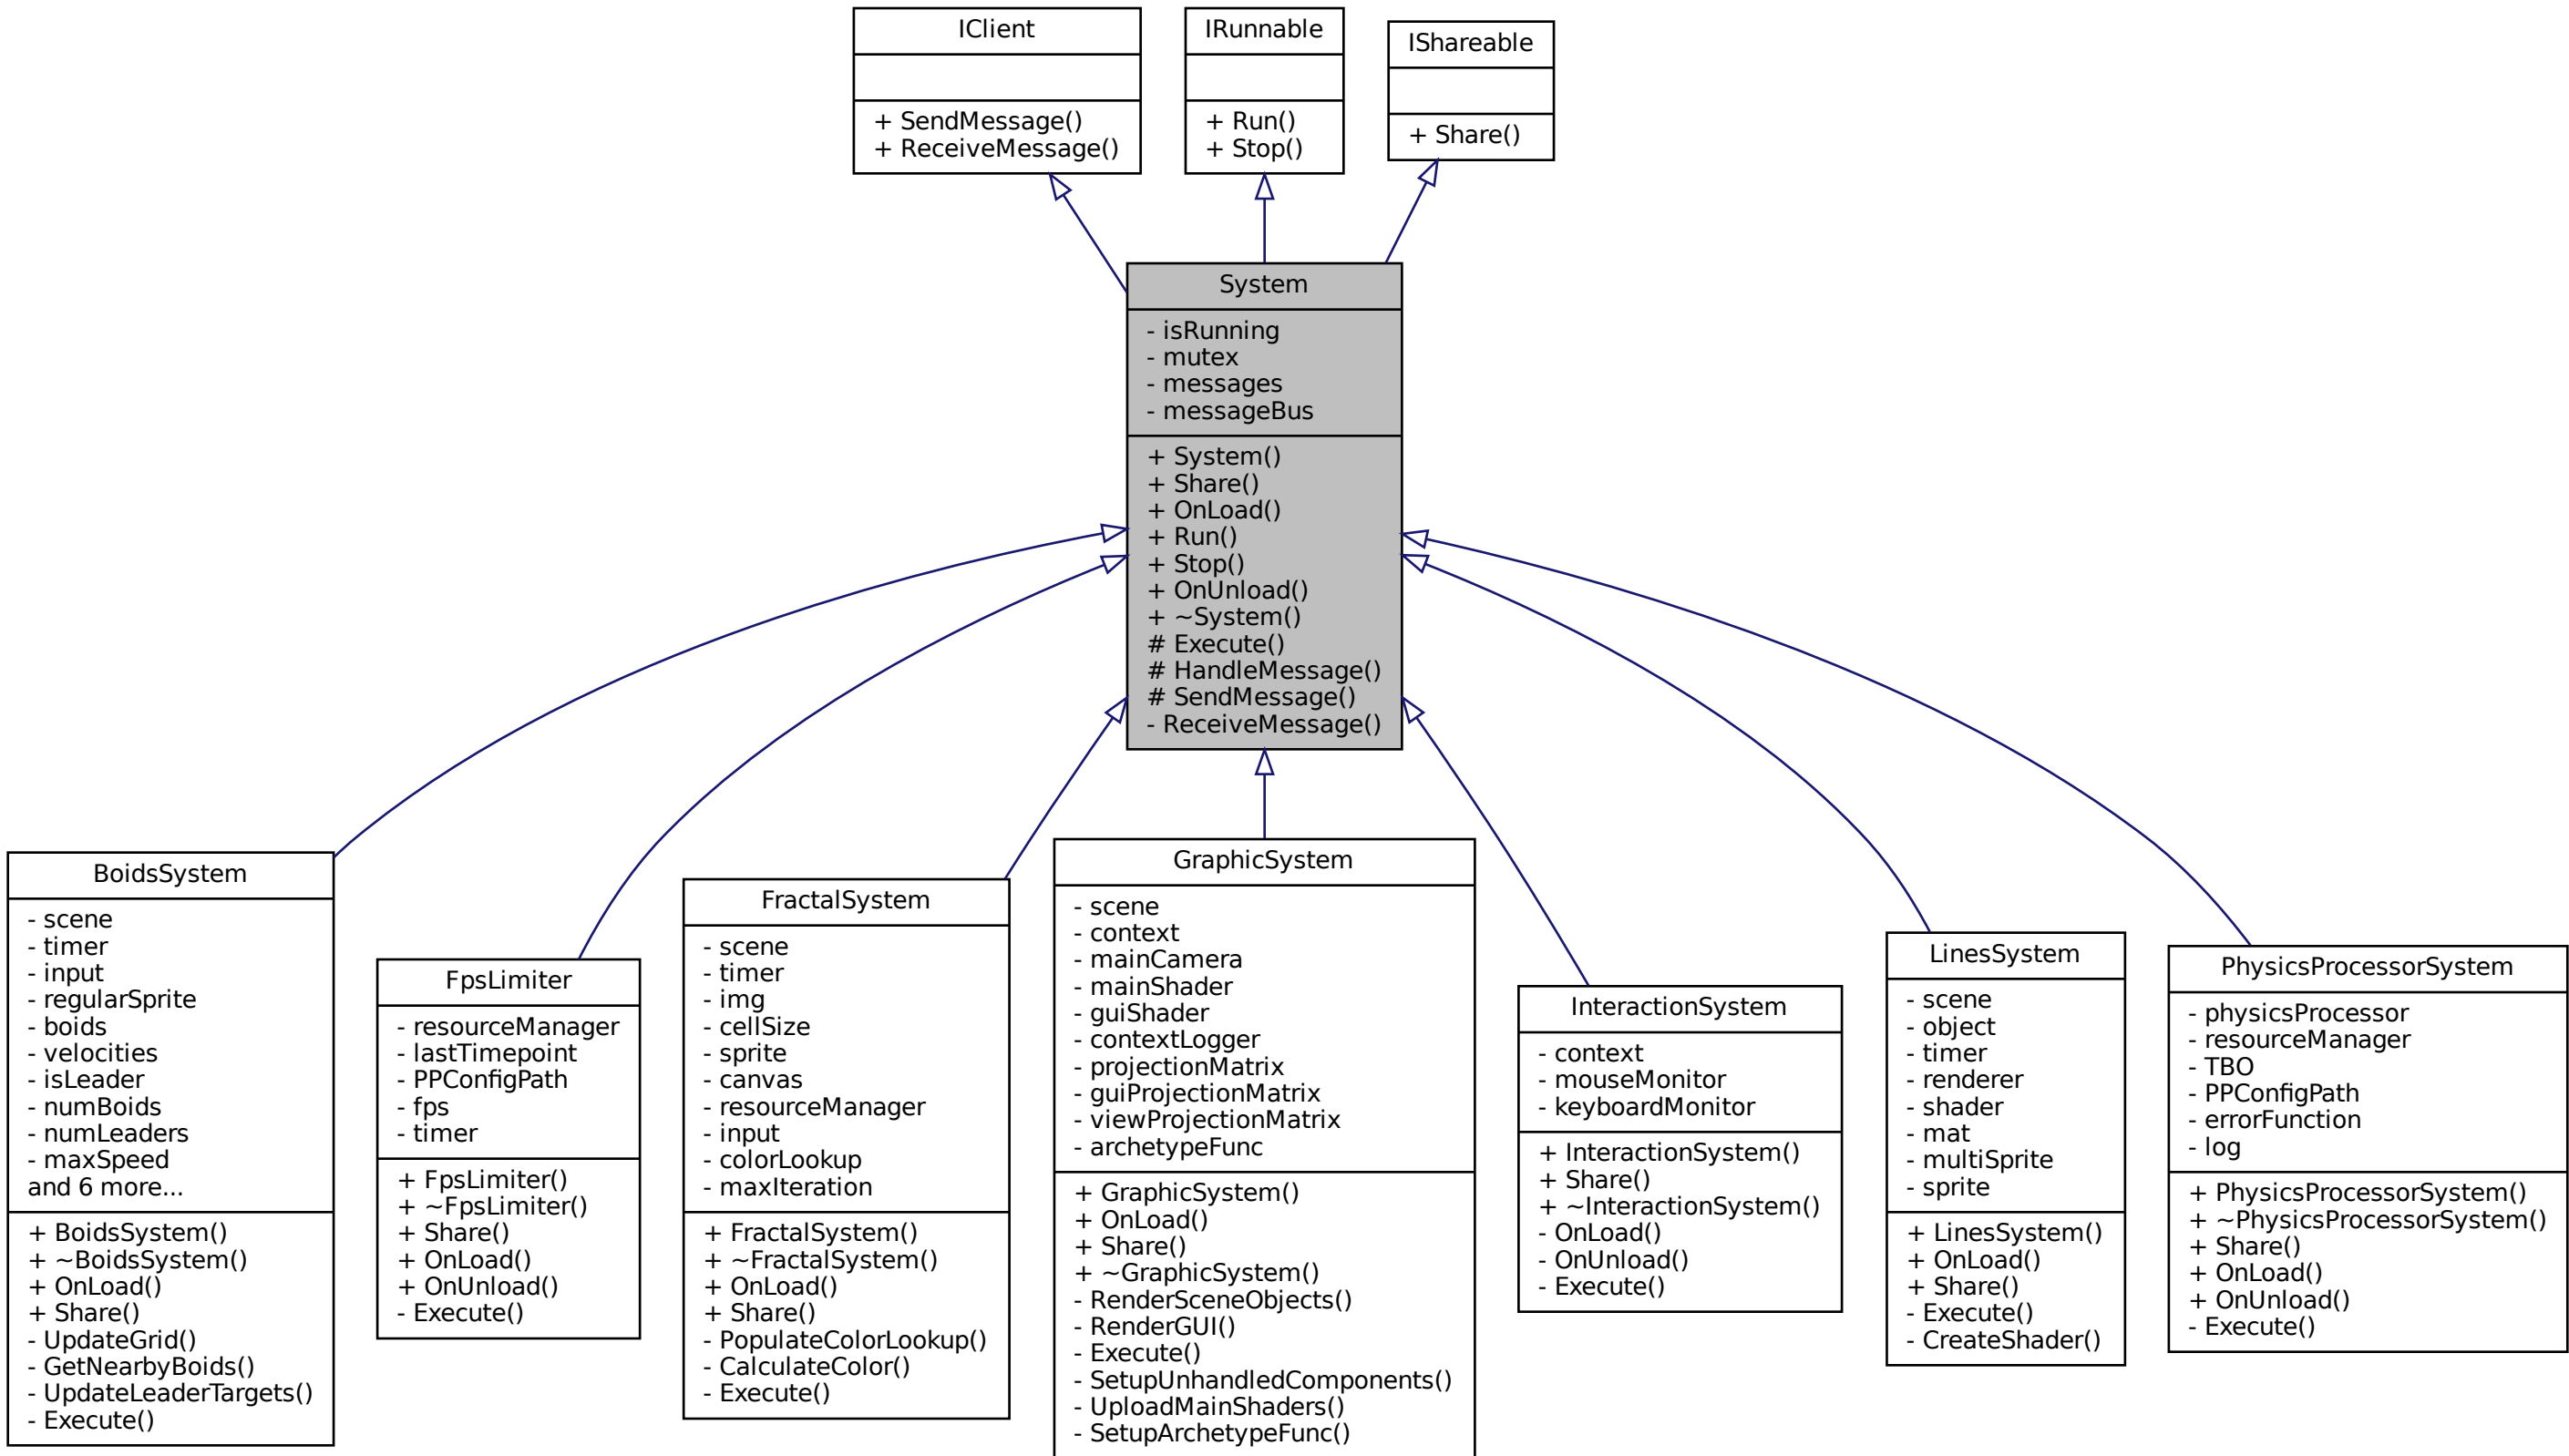 IClient
+ SendMessage()
+ ReceiveMessage()
IRunnable
+ Run()
+ Stop()
IShareable
+ Share()
System
- isRunning
- mutex
- messages
- messageBus
+ System()
+ Share()
+ OnLoad()
+ Run()
+ Stop()
+ OnUnload()
+ ~System()
# Execute()
# HandleMessage()
# SendMessage()
- ReceiveMessage()
BoidsSystem
- scene
- timer
- input
- regularSprite
- boids
- velocities
- isLeader
- numBoids
- numLeaders
- maxSpeed
and 6 more...
+ BoidsSystem()
+ ~BoidsSystem()
+ OnLoad()
+ Share()
- UpdateGrid()
- GetNearbyBoids()
- UpdateLeaderTargets()
- Execute()
FpsLimiter
- resourceManager
- lastTimepoint
- PPConfigPath
- fps
- timer
+ FpsLimiter()
+ ~FpsLimiter()
+ Share()
+ OnLoad()
+ OnUnload()
- Execute()
FractalSystem
- scene
- timer
- img
- cellSize
- sprite
- canvas
- resourceManager
- input
- colorLookup
- maxIteration
+ FractalSystem()
+ ~FractalSystem()
+ OnLoad()
+ Share()
- PopulateColorLookup()
- CalculateColor()
- Execute()
GraphicSystem
- scene
- context
- mainCamera
- mainShader
- guiShader
- contextLogger
- projectionMatrix
- guiProjectionMatrix
- viewProjectionMatrix
- archetypeFunc
+ GraphicSystem()
+ OnLoad()
+ Share()
+ ~GraphicSystem()
- RenderSceneObjects()
- RenderGUI()
- Execute()
- SetupUnhandledComponents()
- UploadMainShaders()
- SetupArchetypeFunc()
InteractionSystem
- context
- mouseMonitor
- keyboardMonitor
+ InteractionSystem()
+ Share()
+ ~InteractionSystem()
- OnLoad()
- OnUnload()
- Execute()
LinesSystem
- scene
- object
- timer
- renderer
- shader
- mat
- multiSprite
- sprite
+ LinesSystem()
+ OnLoad()
+ Share()
- Execute()
- CreateShader()
PhysicsProcessorSystem
- physicsProcessor
- resourceManager
- TBO
- PPConfigPath
- errorFunction
- log
+ PhysicsProcessorSystem()
+ ~PhysicsProcessorSystem()
+ Share()
+ OnLoad()
+ OnUnload()
- Execute()